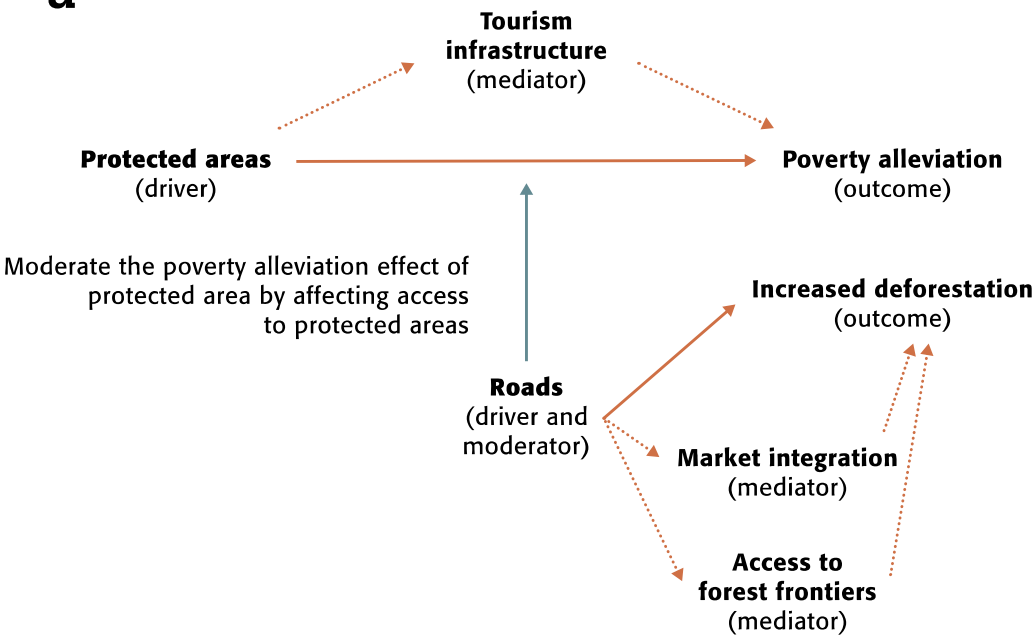 Tourism
infrastructure
(mediator)
Protected areas
(driver)
Poverty alleviation
(outcome)
Moderate the poverty alleviation effect of
protected area by affecting access
to protected areas
Increased deforestation
(outcome)
Roads
(driver and
moderator)
Market integration
(mediator)
Access to
forest frontiers
(mediator)